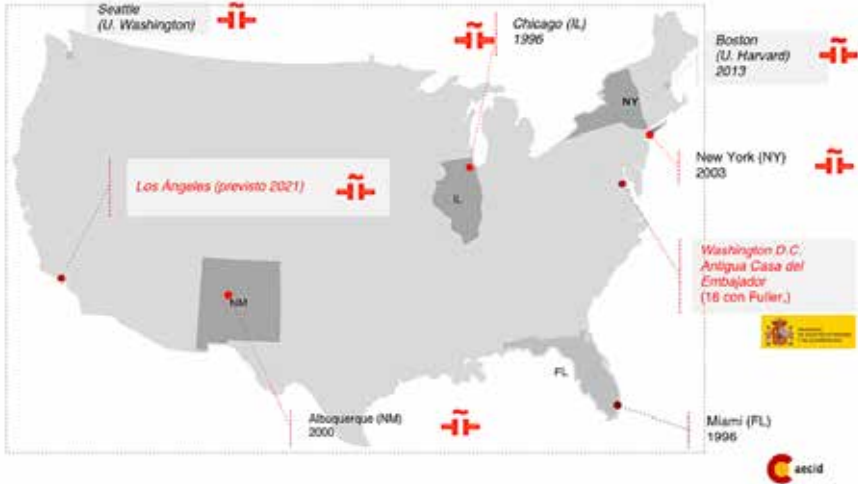 Seattle
(U. Washington)
Chicago (IL)
1996
Boston
(U. Harvard)
2013
NY
New York (NY)
2003
Los Ángeles (previsto 2021)
IL
Washington D.C.
Antigua Casa del
Embajador
(16 con Fuller,)
NM
FL
Albuquerque (NM)
2000
Miami (FL)
1996
aecid